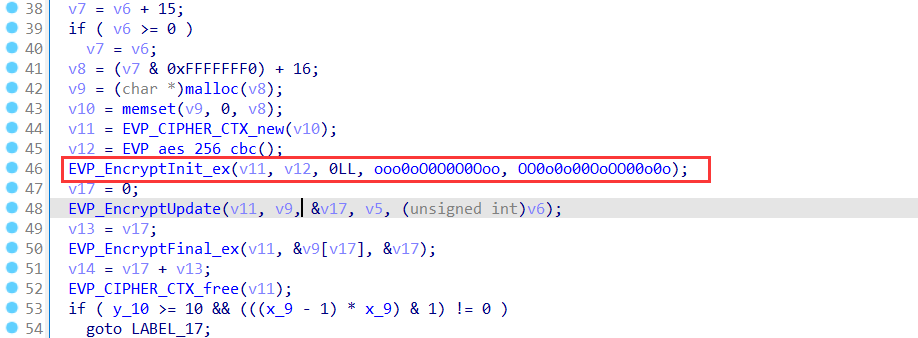 38 v7 = v6 + 15;
39 if ( v6 >= 0 )
40 v7 = v6;
41 v8 = (v7 & 0xFFFFFFF0) + 16;
42 v9 = (char *)malloc(v8);
43 v10 = memset(v9, 0, v8);
44 v11 = EVP_CIPHER_CTX_new(v10);
45 v12 = EVP_aes_256_cbc();
46 EVP_EncryptInit_ex(v11, v12, 0LL, ooo0oO0O0O0Ooo, OO0o0o00OoOO00o0o);
47 v17 = 0;
48 EVP_EncryptUpdate(v11, v9, &v17, v5, (unsigned int)v6);
49 v13 = v17;
50 EVP_EncryptFinal_ex(v11, &v9[v17], &v17);
51 v14 = v17 + v13;
52 EVP_CIPHER_CTX_free(v11);
53 if ( y_10 >= 10 && (((x_9 - 1) * x_9) & 1) != 0 )
54 goto LABEL_17;